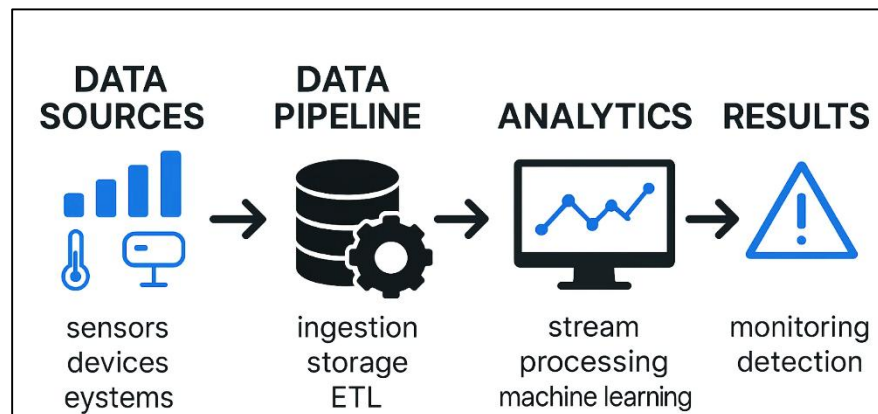 DATA
SOURCES
sensors
devices
eystems
DATA
PIPELINE
ingestion
storage
ETL
ANALYTICS
stream
processing
machine learning
RESULTS
monitoring
detection